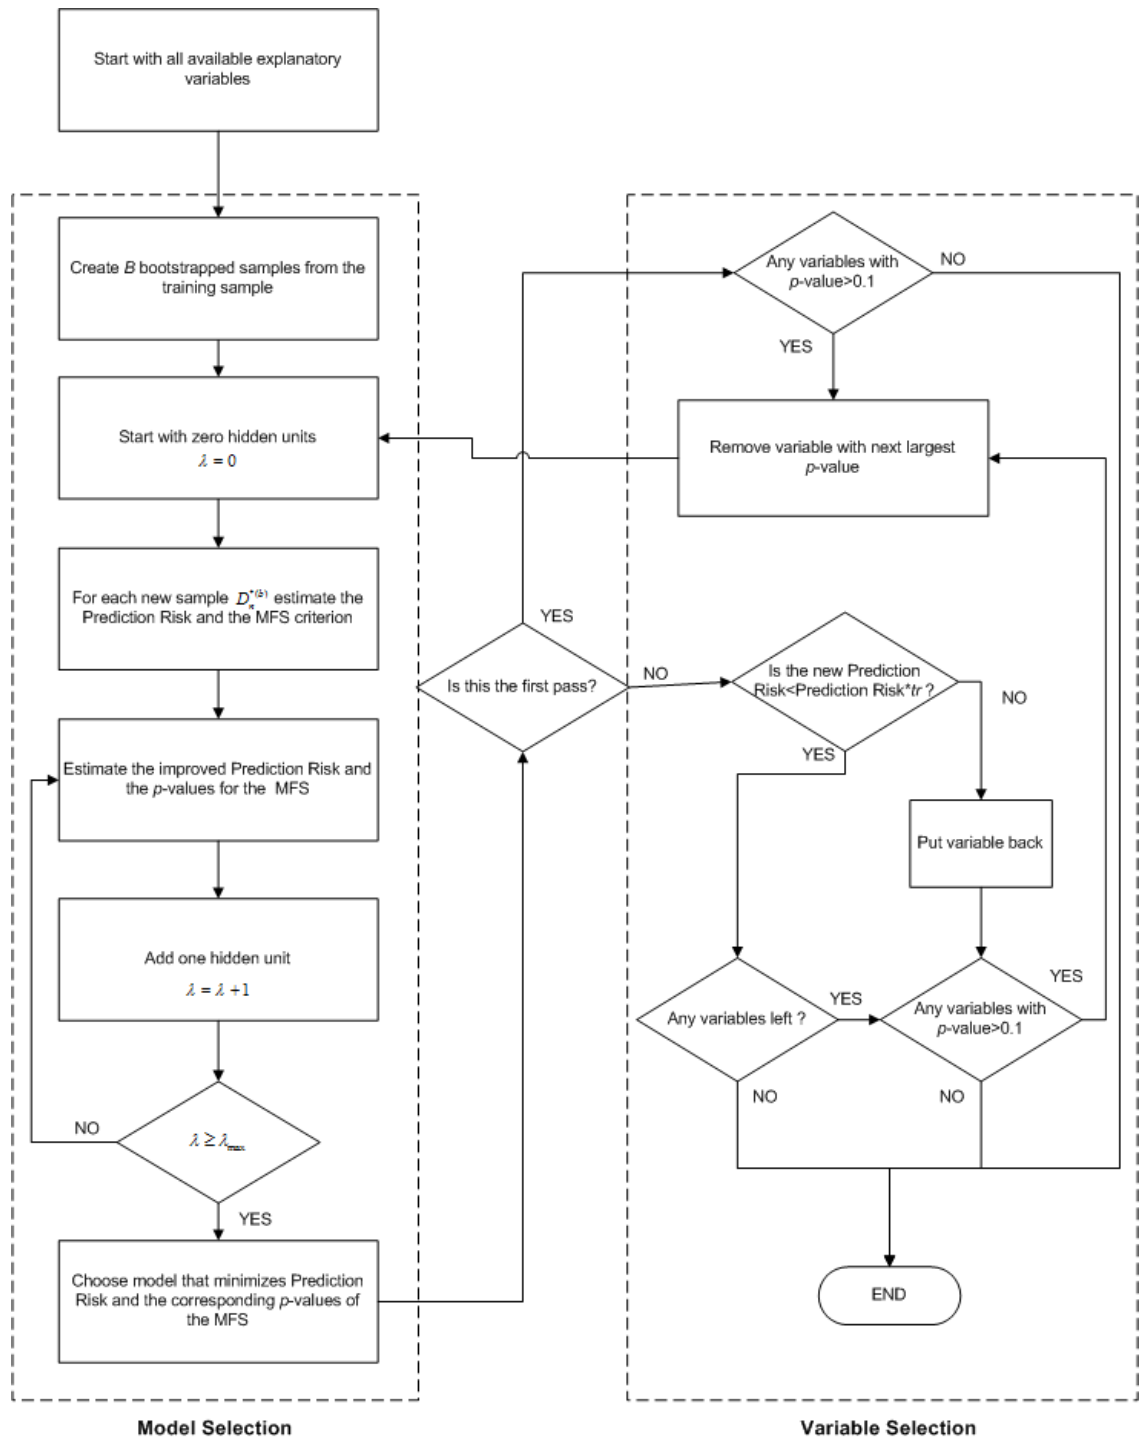 Start with all available explanatory
variables
Create B bootstrapped samples from the
training sample
Start with zero hidden units
λ = 0
For each new sample D_n^{*(b)} estimate the
Prediction Risk and the MFS criterion
Estimate the improved Prediction Risk and
the p-values for the MFS
Add one hidden unit
λ = λ + 1
λ ≥ λ_max
NO
YES
Choose model that minimizes Prediction
Risk and the corresponding p-values of
the MFS
Model Selection
Is this the first pass?
YES
NO
Any variables with
p-value>0.1
NO
YES
Remove variable with next largest
p-value
Is the new Prediction
Risk<Prediction Risk*tr ?
NO
YES
Put variable back
Any variables left ?
YES
NO
Any variables with
p-value>0.1
YES
NO
END
Variable Selection